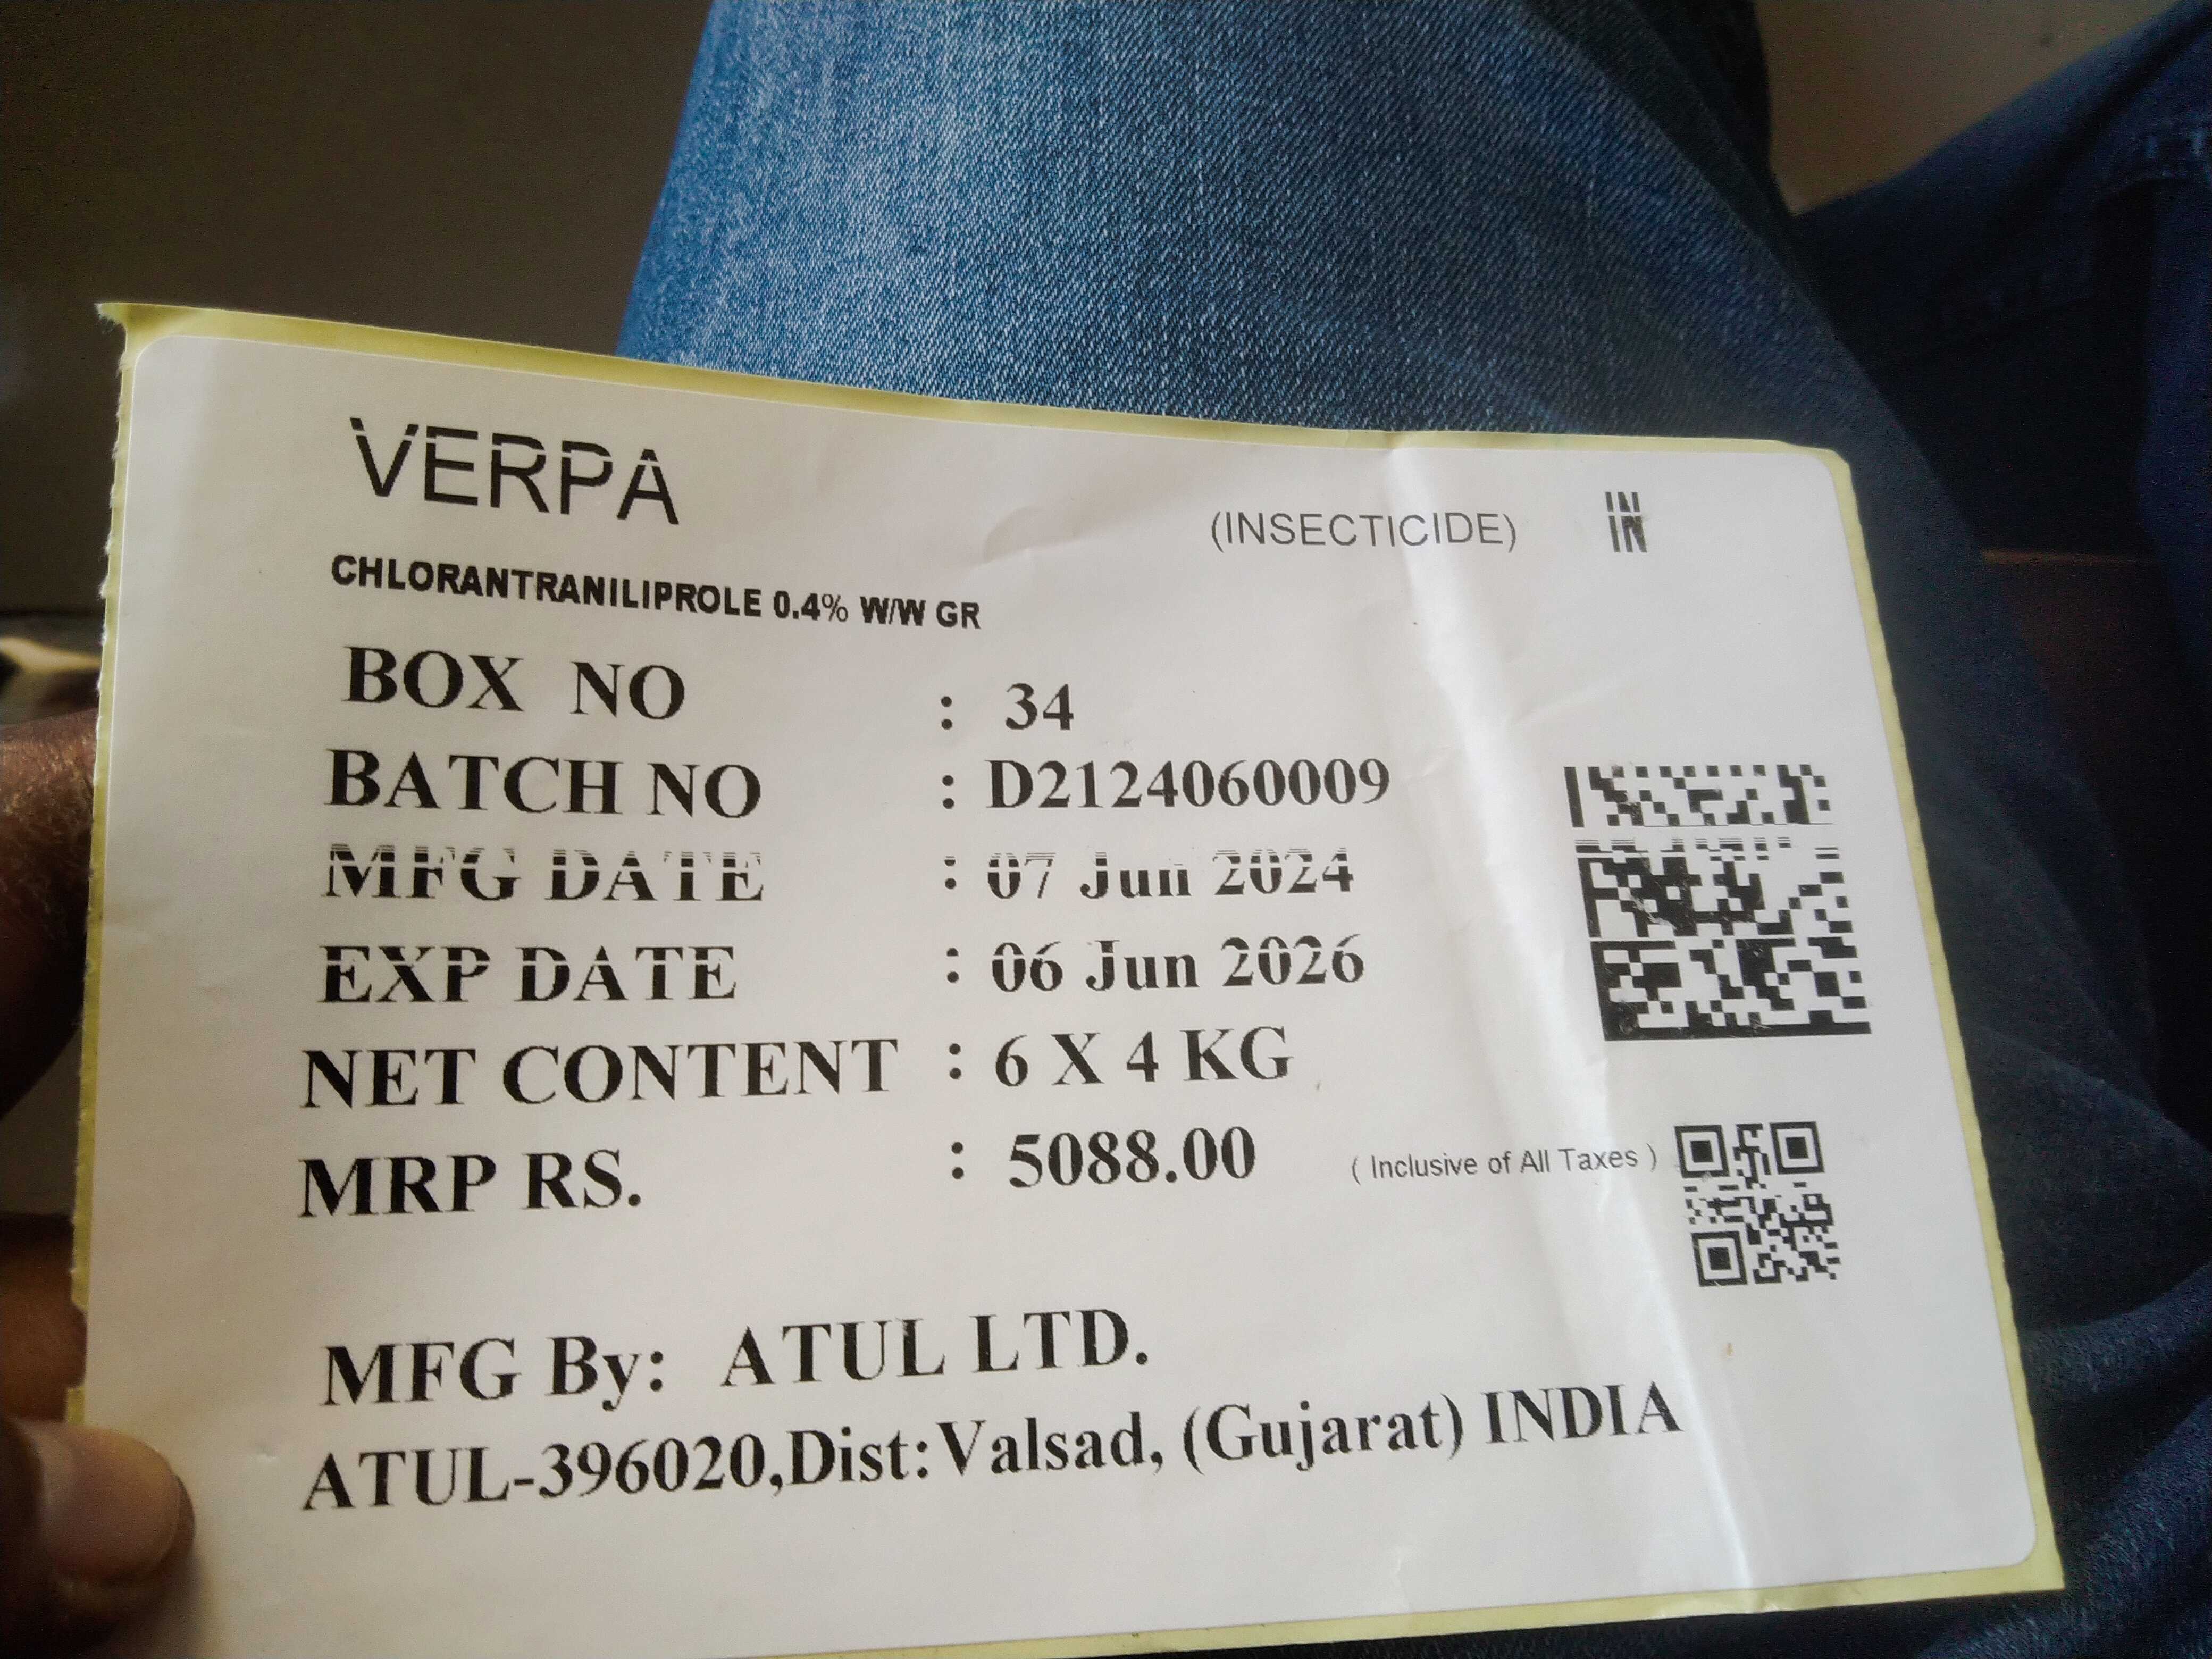 VERPA
(INSECTICIDE) IN
CHLORANTRANILIPROLE 0.4% W/W GR
BOX NO : 34
BATCH NO : D2124060009
MFG DATE : 07 Jun 2024
EXP DATE : 06 Jun 2026
NET CONTENT : 6 X 4 KG
MRP RS. : 5088.00 ( Inclusive of All Taxes )
MFG By: ATUL LTD.
ATUL-396020,Dist:Valsad, (Gujarat) INDIA